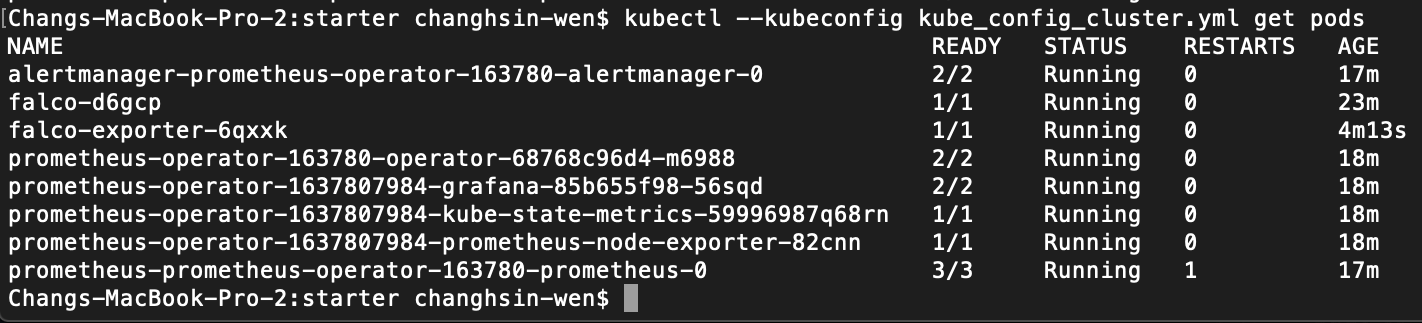 [Changs-MacBook-Pro-2:starter changhsin-wen$ kubectl --kubeconfig kube_config_cluster.yml get pods
NAME READY STATUS RESTARTS AGE
alertmanager-prometheus-operator-163780-alertmanager-0 2/2 Running 0 17m
falco-d6gcp 1/1 Running 0 23m
falco-exporter-6qxxk 1/1 Running 0 4m13s
prometheus-operator-163780-operator-68768c96d4-m6988 2/2 Running 0 18m
prometheus-operator-1637807984-grafana-85b655f98-56sqd 2/2 Running 0 18m
prometheus-operator-1637807984-kube-state-metrics-59996987q68rn 1/1 Running 0 18m
prometheus-operator-1637807984-prometheus-node-exporter-82cnn 1/1 Running 0 18m
prometheus-prometheus-operator-163780-prometheus-0 3/3 Running 1 17m
Changs-MacBook-Pro-2:starter changhsin-wen$